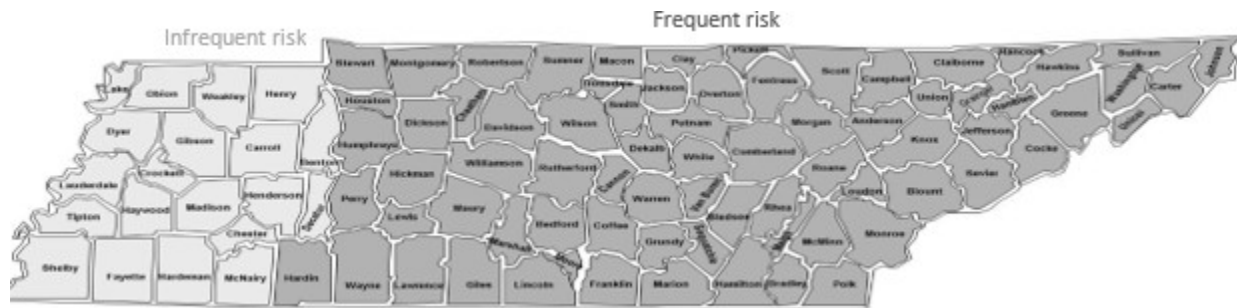 Frequent risk
Infrequent risk
Stewart
Montgomery
Robertson
Sumner
Macon
Clay
Pickett
Scott
Campbell
Claiborne
Hancock
Hawkins
Sullivan
Johnson
Lake
Obion
Weakley
Henry
Houston
Cheatham
Trousdale
Smith
Jackson
Overton
Fentress
Union
Grainger
Hamblen
Washington
Carter
Unicoi
Greene
Dyer
Gibson
Carroll
Benton
Humphreys
Dickson
Davidson
Wilson
Putnam
Morgan
Anderson
Knox
Jefferson
Cocke
Crockett
Williamson
Rutherford
Cannon
Dekalb
White
Cumberland
Roane
Loudon
Blount
Sevier
Lauderdale
Haywood
Madison
Henderson
Decatur
Perry
Hickman
Maury
Warren
Van Buren
Bledsoe
Rhea
Meigs
McMinn
Monroe
Tipton
Chester
Lewis
Marshall
Bedford
Coffee
Grundy
Sequatchie
Shelby
Fayette
Hardeman
McNairy
Hardin
Wayne
Lawrence
Giles
Lincoln
Moore
Franklin
Marion
Hamilton
Bradley
Polk